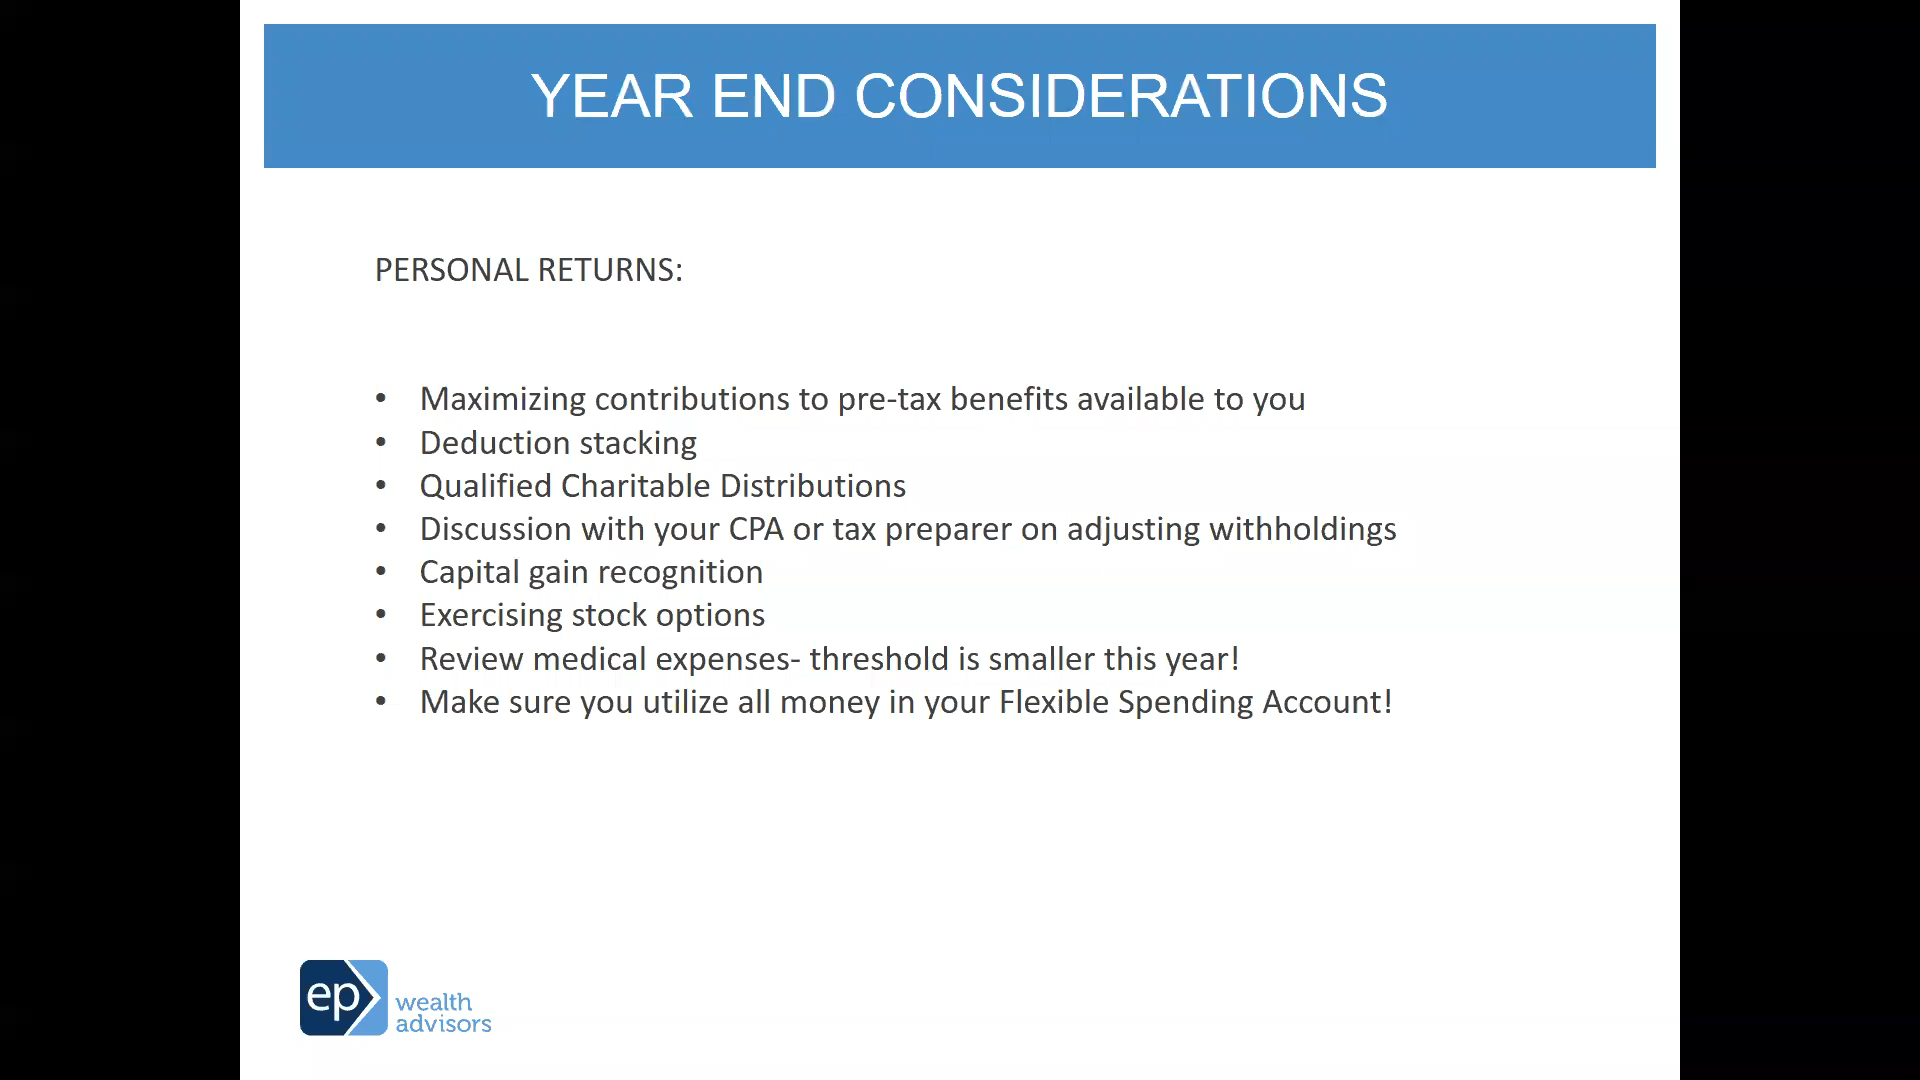 YEAR END CONSIDERATIONS
PERSONAL RETURNS:
• Maximizing contributions to pre-tax benefits available to you
• Deduction stacking
• Qualified Charitable Distributions
• Discussion with your CPA or tax preparer on adjusting withholdings
• Capital gain recognition
• Exercising stock options
• Review medical expenses- threshold is smaller this year!
• Make sure you utilize all money in your Flexible Spending Account!
ep
wealth
advisors